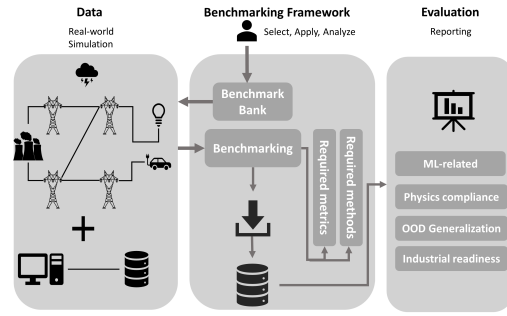 Data
Real-world
Simulation
Benchmarking Framework
Select, Apply, Analyze
Benchmark
Bank
Benchmarking
Required metrics
Required methods
Evaluation
Reporting
ML-related
Physics compliance
OOD Generalization
Industrial readiness